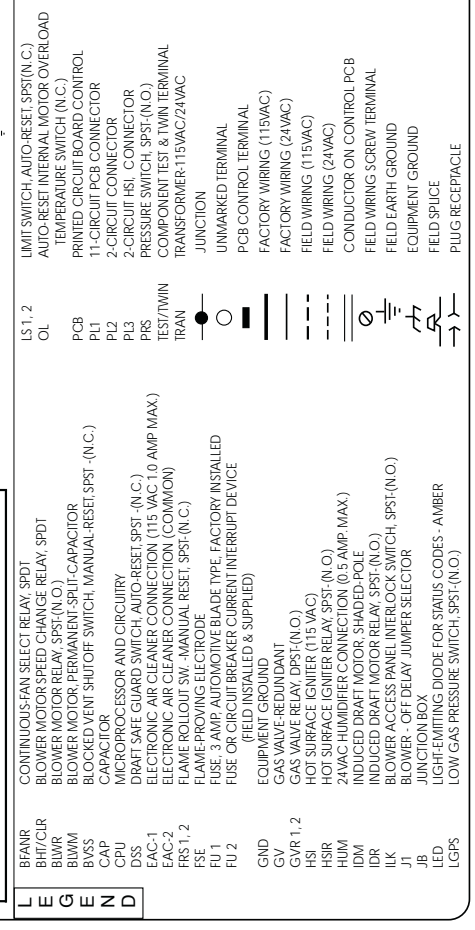 LEGEND
BFANR CONTINUOUS-FAN SELECT RELAY, SPDT
BHT/CLR BLOWER MOTOR SPEED CHANGE RELAY, SPDT
BLWR BLOWER MOTOR RELAY, SPST-(N.O.)
BLWM BLOWER MOTOR, PERMANENT-SPLIT-CAPACITOR
BVSS BLOCKED VENT SHUTOFF SWITCH, MANUAL-RESET, SPST -(N.C.)
CAP CAPACITOR
CPU MICROPROCESSOR AND CIRCUITRY
DSS DRAFT SAFE GUARD SWITCH, AUTO-RESET, SPST -(N.C.)
EAC-1 ELECTRONIC AIR CLEANER CONNECTION (115 VAC 1.0 AMP MAX.)
EAC-2 ELECTRONIC AIR CLEANER CONNECTION (COMMON)
FRS 1, 2 FLAME ROLLOUT SW. -MANUAL RESET, SPST-(N.C.)
FSE FLAME-PROVING ELECTRODE
FU 1 FUSE, 3 AMP, AUTOMOTIVE BLADE TYPE, FACTORY INSTALLED
FU 2 FUSE OR CIRCUIT BREAKER CURRENT INTERRUPT DEVICE
(FIELD INSTALLED & SUPPLIED)
GND EQUIPMENT GROUND
GV GAS VALVE-REDUNDANT
GVR 1, 2 GAS VALVE RELAY, DPST-(N.O.)
HSI HOT SURFACE IGNITER (115 VAC)
HSIR HOT SURFACE IGNITER RELAY, SPST-(N.O.)
HUM 24VAC HUMIDIFIER CONNECTION (0.5 AMP. MAX.)
IDM INDUCED DRAFT MOTOR, SHADED-POLE
IDR INDUCED DRAFT MOTOR RELAY, SPST-(N.O.)
ILK BLOWER ACCESS PANEL INTERLOCK SWITCH, SPST-(N.O.)
J1 BLOWER - OFF DELAY JUMPER SELECTOR
JB JUNCTION BOX
LED LIGHT-EMITTING DIODE FOR STATUS CODES - AMBER
LGPS LOW GAS PRESSURE SWITCH, SPST-(N.O.)
LS 1, 2 LIMIT SWITCH, AUTO-RESET, SPST(N.C.)
OL AUTO-RESET INTERNAL MOTOR OVERLOAD
TEMPERATURE SWITCH (N.C.)
PCB PRINTED CIRCUIT BOARD CONTROL
PL1 11-CIRCUIT PCB CONNECTOR
PL2 2-CIRCUIT CONNECTOR
PL3 2-CIRCUIT HSI, CONNECTOR
PRS PRESSURE SWITCH, SPST-(N.O.)
TEST/TWIN COMPONENT TEST & TWIN TERMINAL
TRAN TRANSFORMER-115VAC/24VAC
JUNCTION
UNMARKED TERMINAL
PCB CONTROL TERMINAL
FACTORY WIRING (115VAC)
FACTORY WIRING (24VAC)
FIELD WIRING (115VAC)
FIELD WIRING (24VAC)
CONDUCTOR ON CONTROL PCB
FIELD WIRING SCREW TERMINAL
FIELD EARTH GROUND
EQUIPMENT GROUND
FIELD SPLICE
PLUG RECEPTACLE